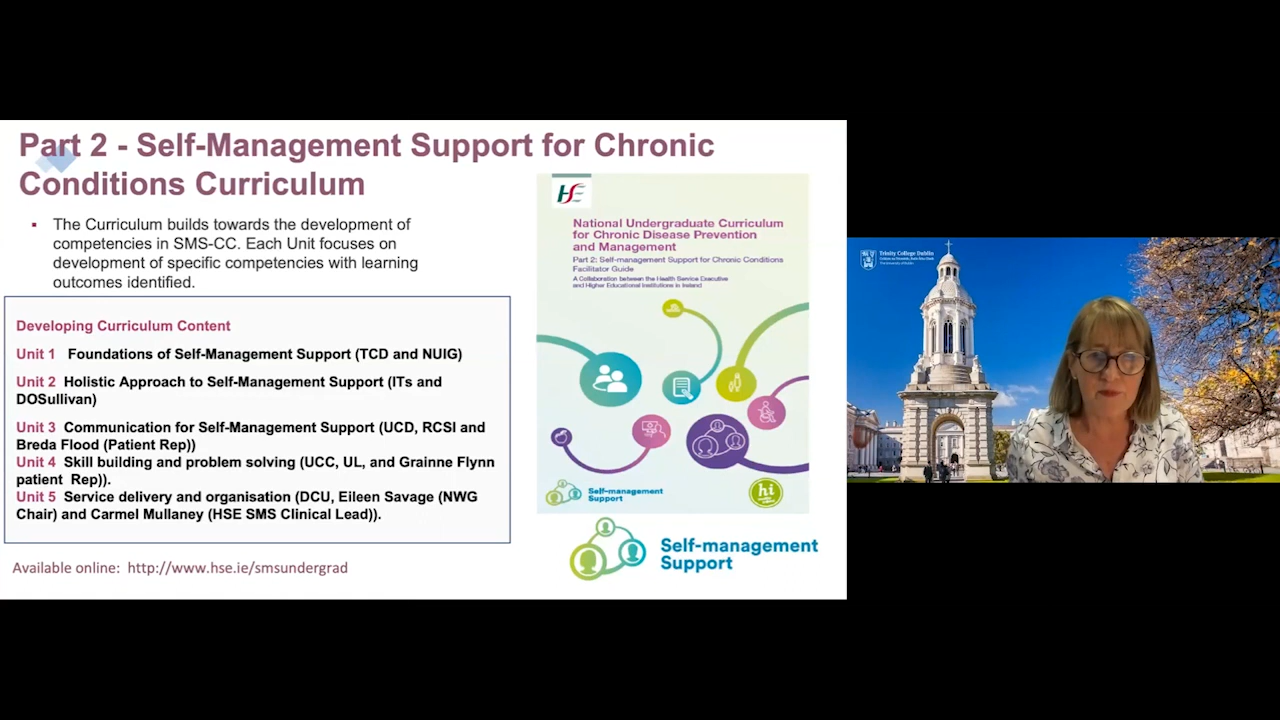 Part 2 - Self-Management Support for Chronic
Conditions Curriculum
▪ The Curriculum builds towards the development of
competencies in SMS-CC. Each Unit focuses on
development of specific competencies with learning
outcomes identified.
Developing Curriculum Content
Unit 1 Foundations of Self-Management Support (TCD and NUIG)
Unit 2 Holistic Approach to Self-Management Support (ITs and
DOSullivan)
Unit 3 Communication for Self-Management Support (UCD, RCSI and
Breda Flood (Patient Rep))
Unit 4 Skill building and problem solving (UCC, UL, and Grainne Flynn
patient Rep)).
Unit 5 Service delivery and organisation (DCU, Eileen Savage (NWG
Chair) and Carmel Mullaney (HSE SMS Clinical Lead)).
Available online: http://www.hse.ie/smsundergrad
HSE
National Undergraduate Curriculum
for Chronic Disease Prevention
and Management
Part 2: Self-management Support for Chronic Conditions
Facilitator Guide
A Collaboration between the Health Service Executive
and Higher Educational Institutions in Ireland
Self-management
Support
hi
Self-management
Support
Trinity College Dublin